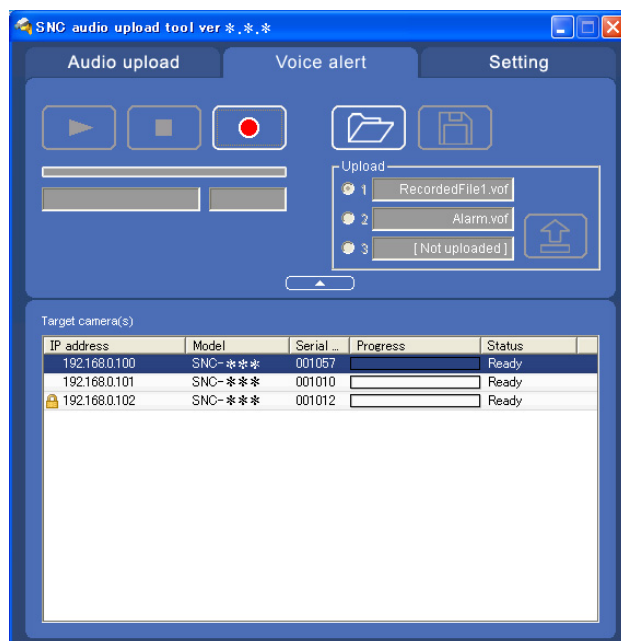 SNC audio upload tool ver *.*.*
Audio upload Voice alert Setting
Upload
1 RecordedFile1.vof
2 Alarm.vof
3 [Not uploaded]
Target camera(s)
IP address Model Serial ... Progress Status
192.168.0.100 SNC-*** 001057 Ready
192.168.0.101 SNC-*** 001010 Ready
192.168.0.102 SNC-*** 001012 Ready